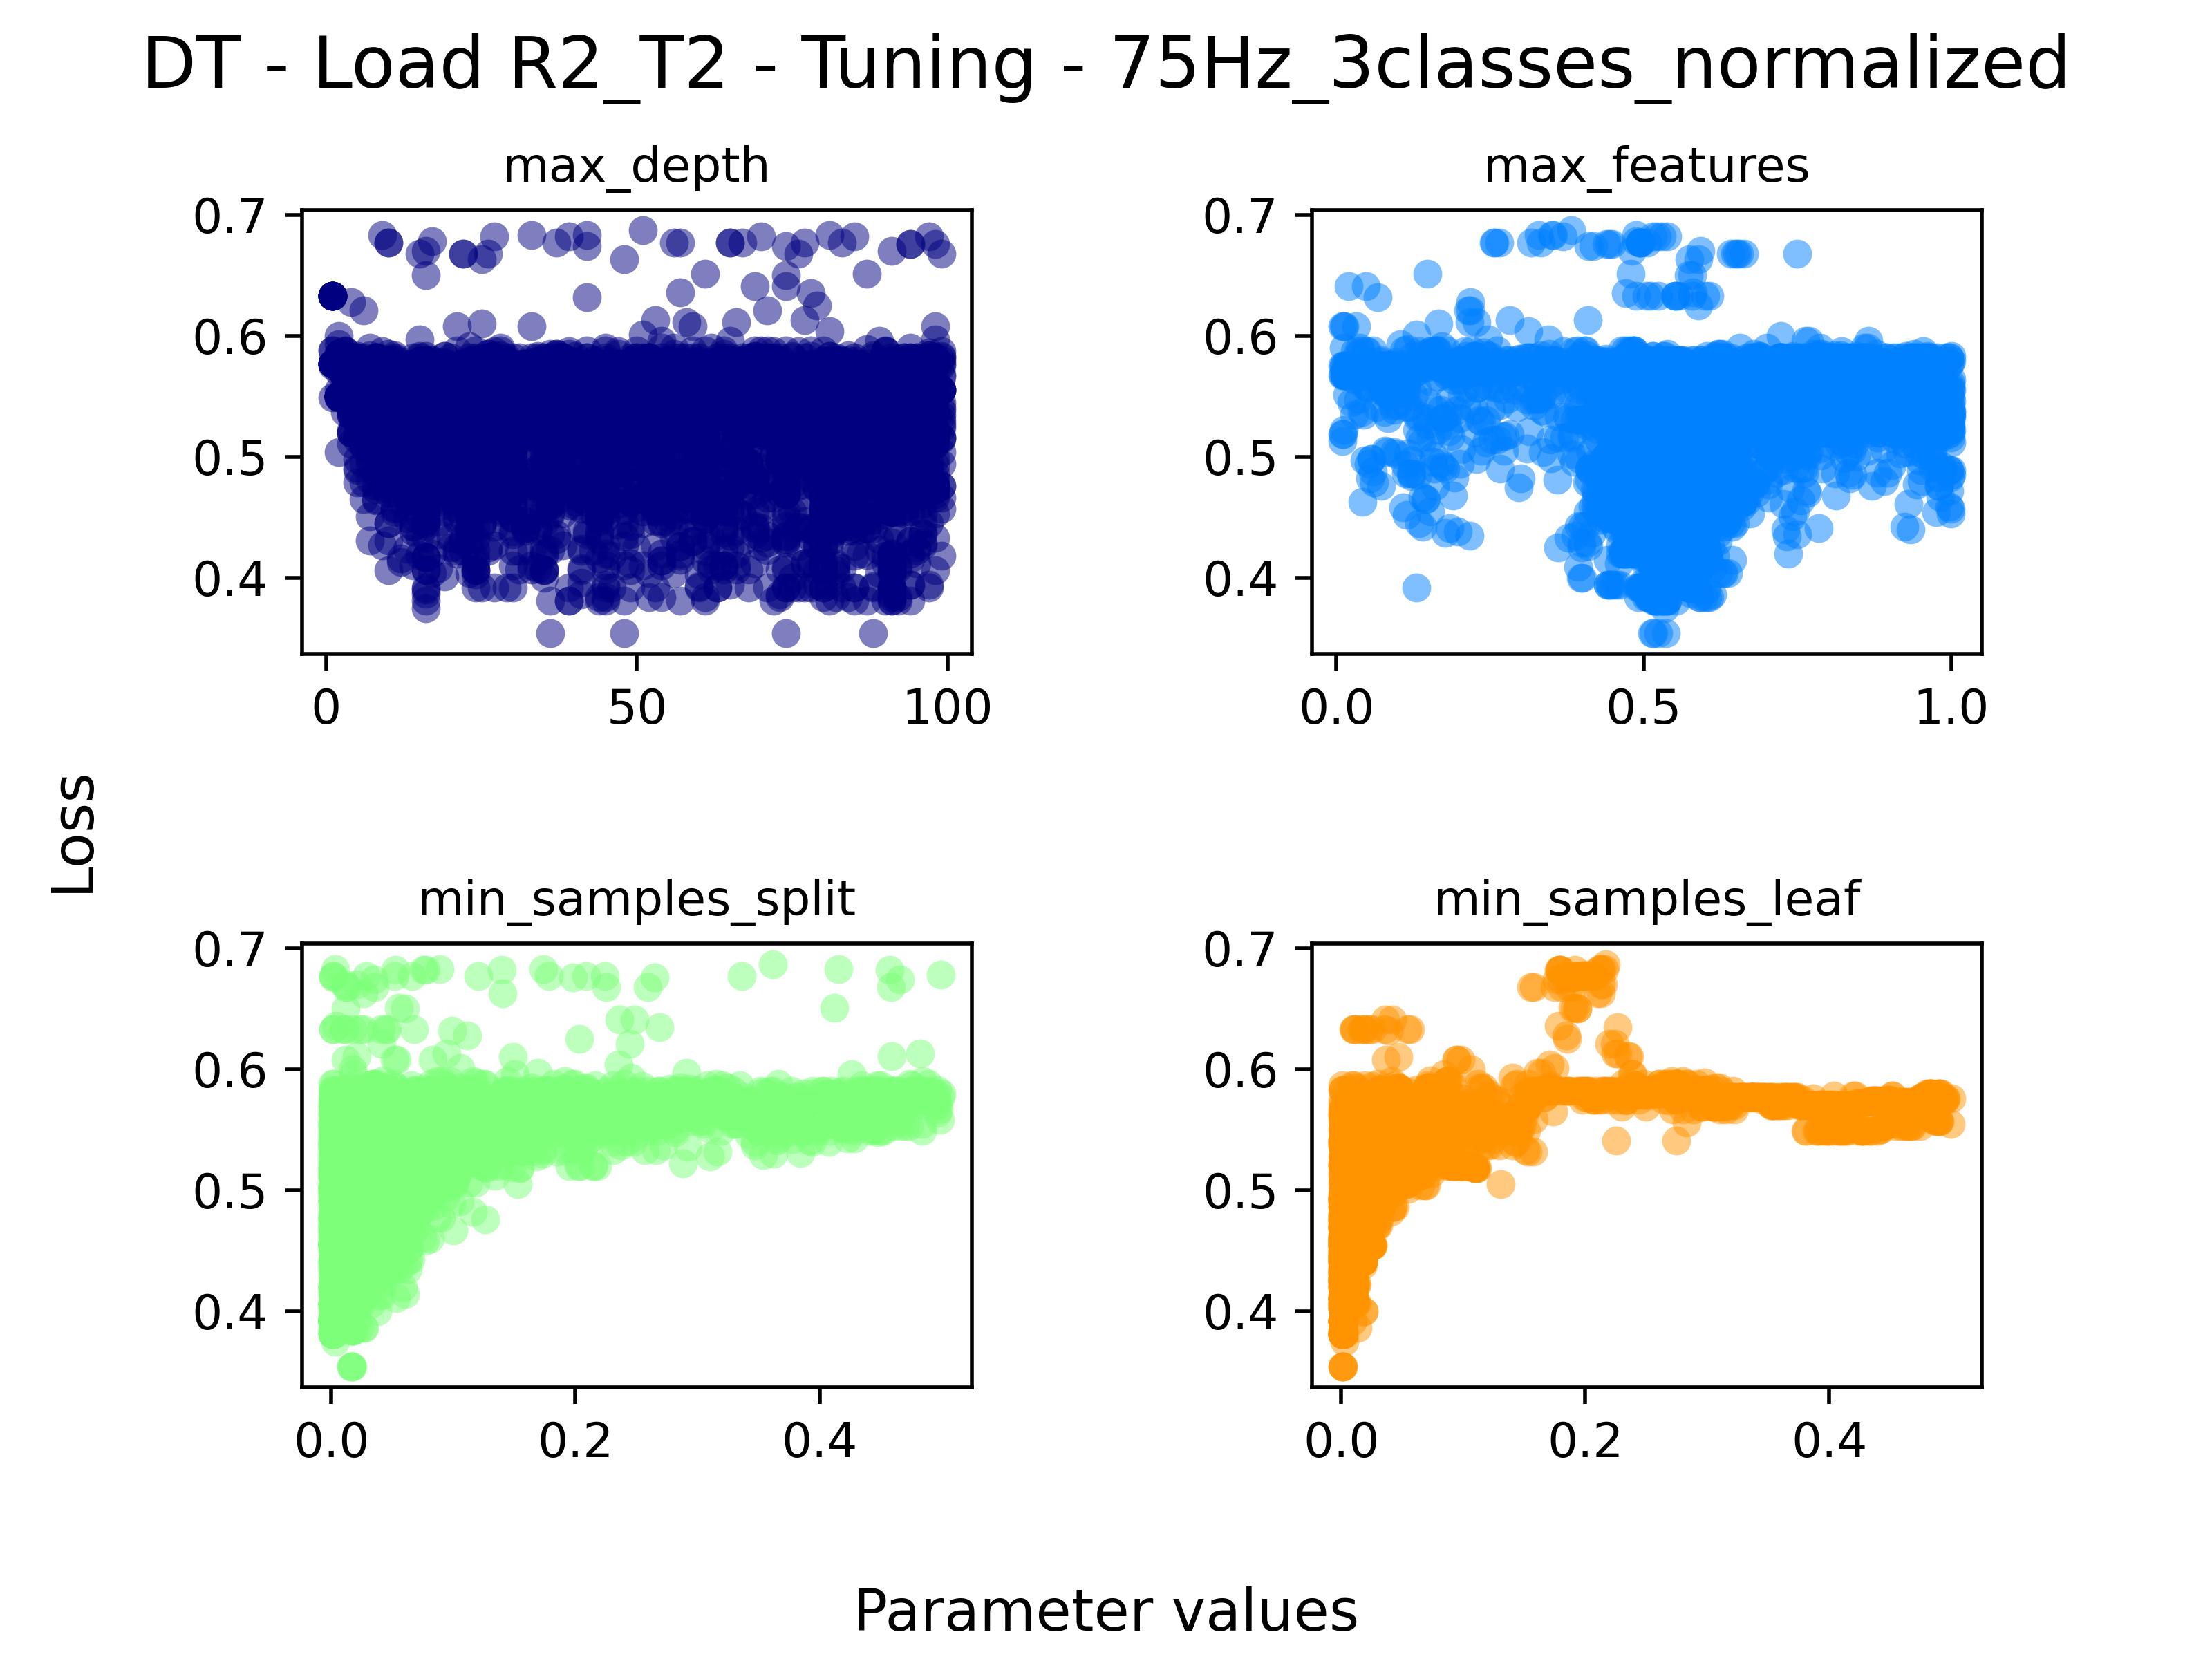 DT - Load R2_T2 - Tuning - 75Hz_3classes_normalized
max_depth
0.7
0.6
0.5
0.4
0 50 100
max_features
0.7
0.6
0.5
0.4
0.0 0.5 1.0
Loss
min_samples_split
0.7
0.6
0.5
0.4
0.0 0.2 0.4
min_samples_leaf
0.7
0.6
0.5
0.4
0.0 0.2 0.4
Parameter values